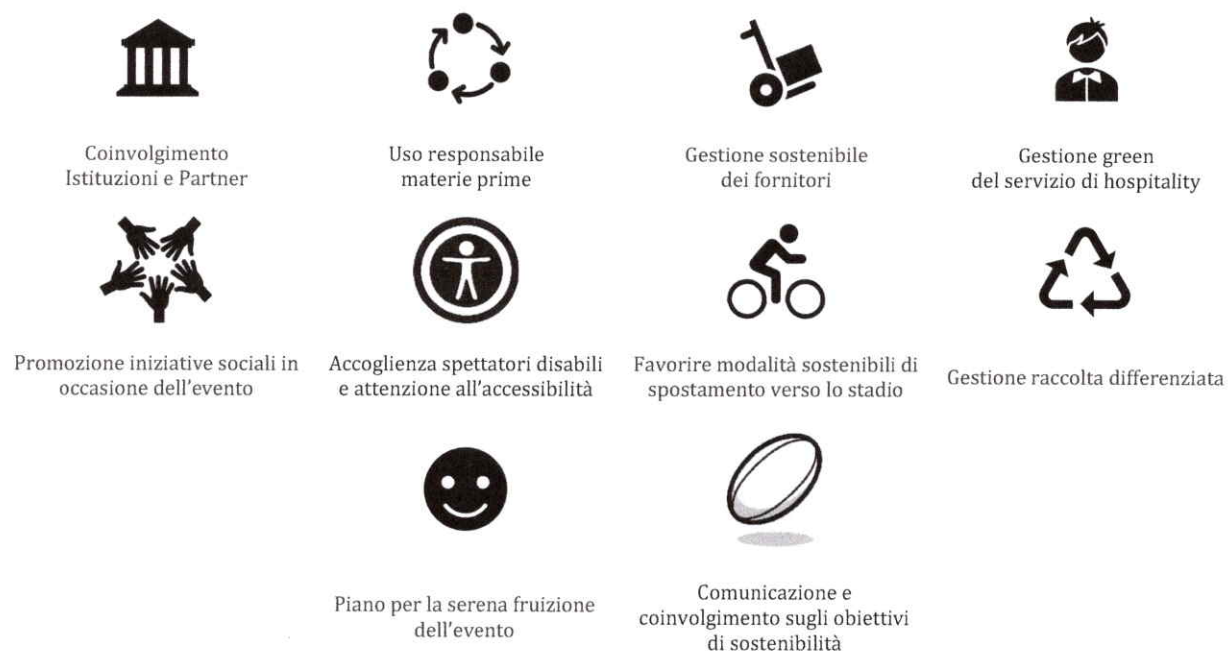 Coinvolgimento
Istituzioni e Partner
Uso responsabile
materie prime
Gestione sostenibile
dei fornitori
Gestione green
del servizio di hospitality
Promozione iniziative sociali in
occasione dell'evento
Accoglienza spettatori disabili
e attenzione all'accessibilità
Favorire modalità sostenibili di
spostamento verso lo stadio
Gestione raccolta differenziata
Piano per la serena fruizione
dell'evento
Comunicazione e
coinvolgimento sugli obiettivi
di sostenibilità